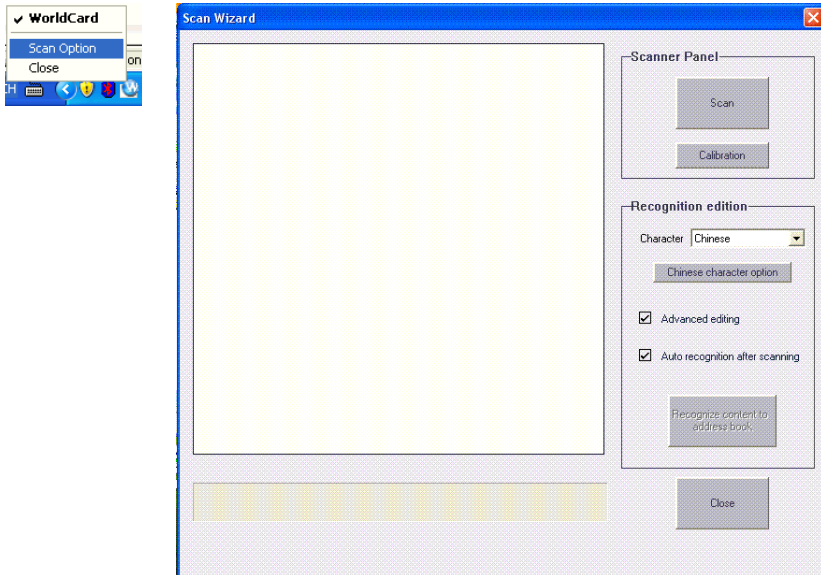 WorldCard
Scan Option
Close
on
CH
Scan Wizard
Scanner Panel
Scan
Calibration
Recognition edition
Character Chinese
Chinese character option
Advanced editing
Auto recognition after scanning
Recognize content to
address book
Close